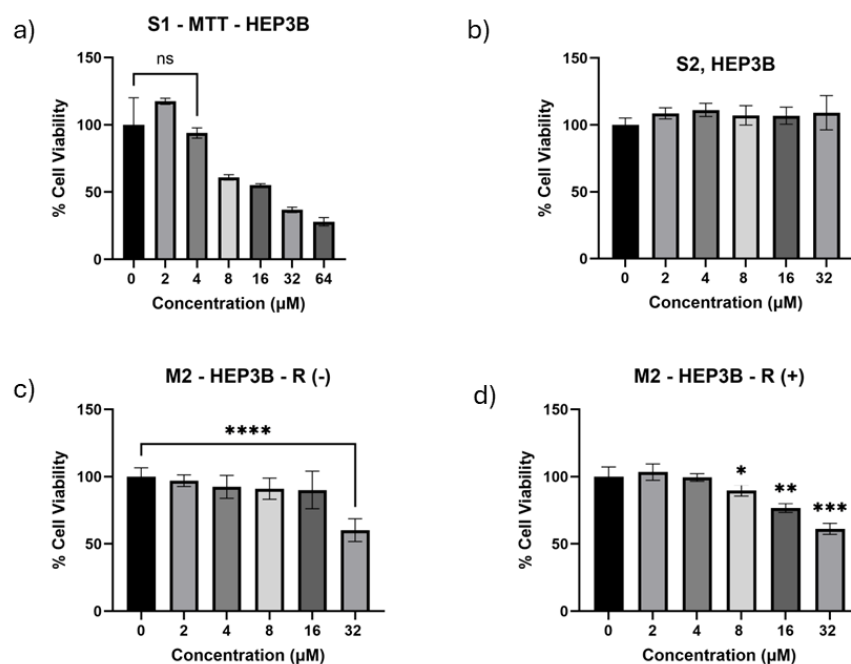 a)
S1 - MTT - HEP3B
% Cell Viability
150
100
50
0
ns
0 2 4 8 16 32 64
Concentration (µM)
b)
S2, HEP3B
% Cell Viability
150
100
50
0
0 2 4 8 16 32
Concentration (µM)
c)
M2 - HEP3B - R (-)
% Cell Viability
150
100
50
0
****
0 2 4 8 16 32
Concentration (µM)
d)
M2 - HEP3B - R (+)
% Cell Viability
150
100
50
0
* ** ***
0 2 4 8 16 32
Concentration (µM)